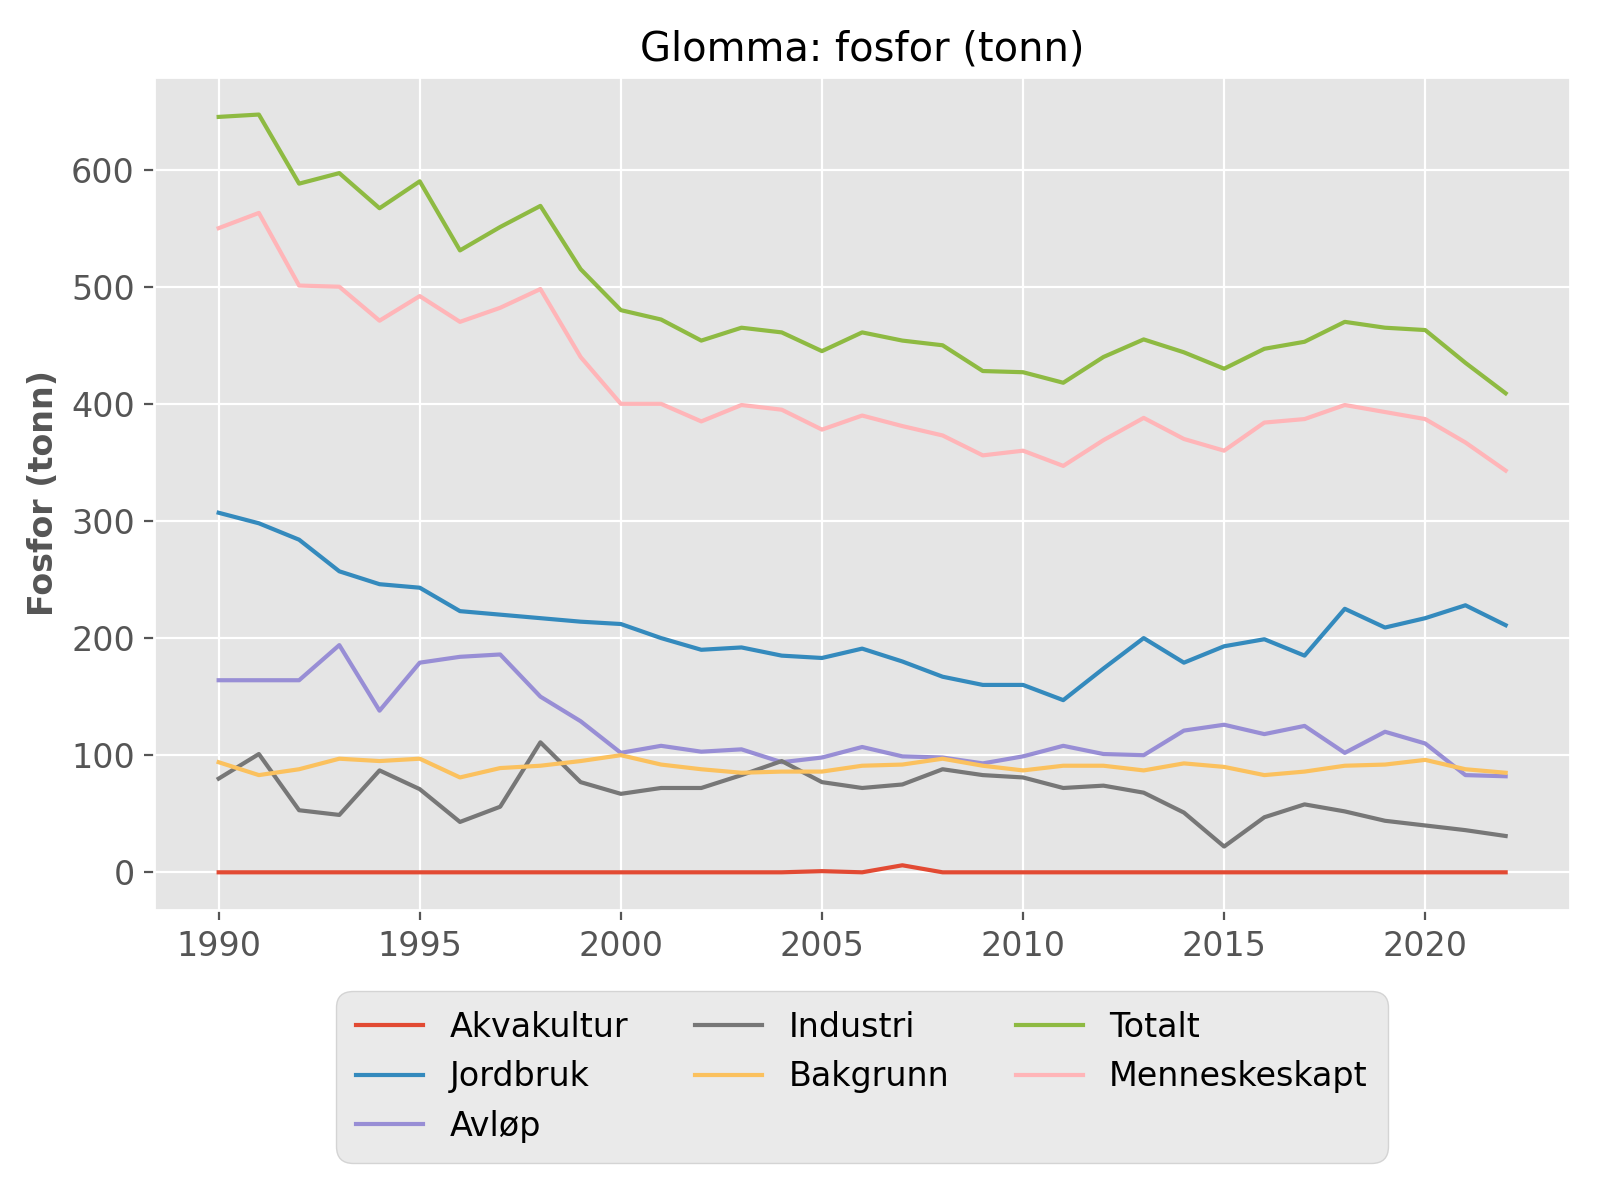 Glomma: fosfor (tonn)
Fosfor (tonn)
600
500
400
300
200
100
0
1990 1995 2000 2005 2010 2015 2020
Akvakultur Industri Totalt
Jordbruk Bakgrunn Menneskeskapt
Avløp